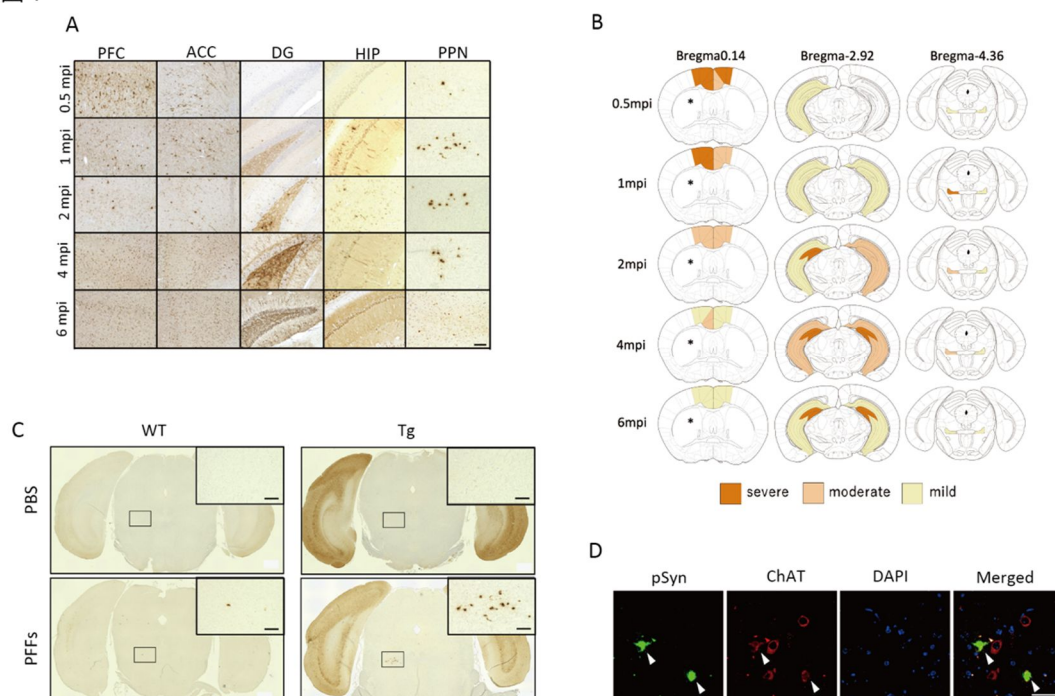 A
PFC ACC DG HIP PPN
0.5 mpi
1 mpi
2 mpi
4 mpi
6 mpi
B
Bregma0.14 Bregma-2.92 Bregma-4.36
0.5mpi
*
1mpi
*
2mpi
*
4mpi
*
6mpi
*
severe moderate mild
C
WT Tg
PBS
PFFs
D
pSyn ChAT DAPI Merged